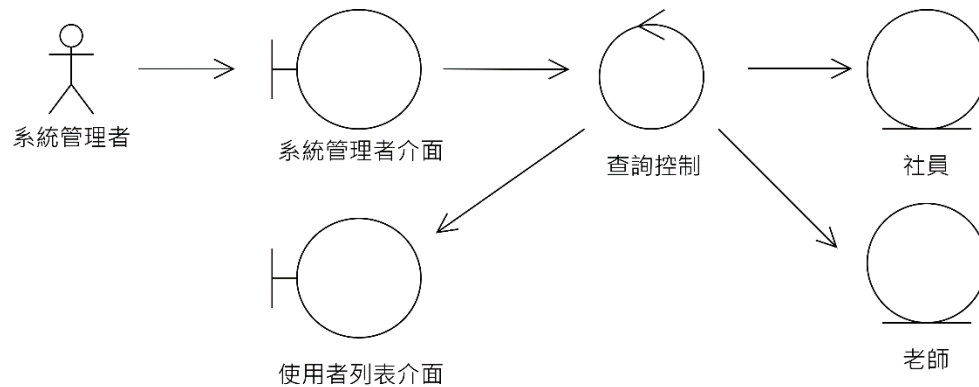 系統管理者
系統管理者介面
查詢控制
社員
使用者列表介面
老師